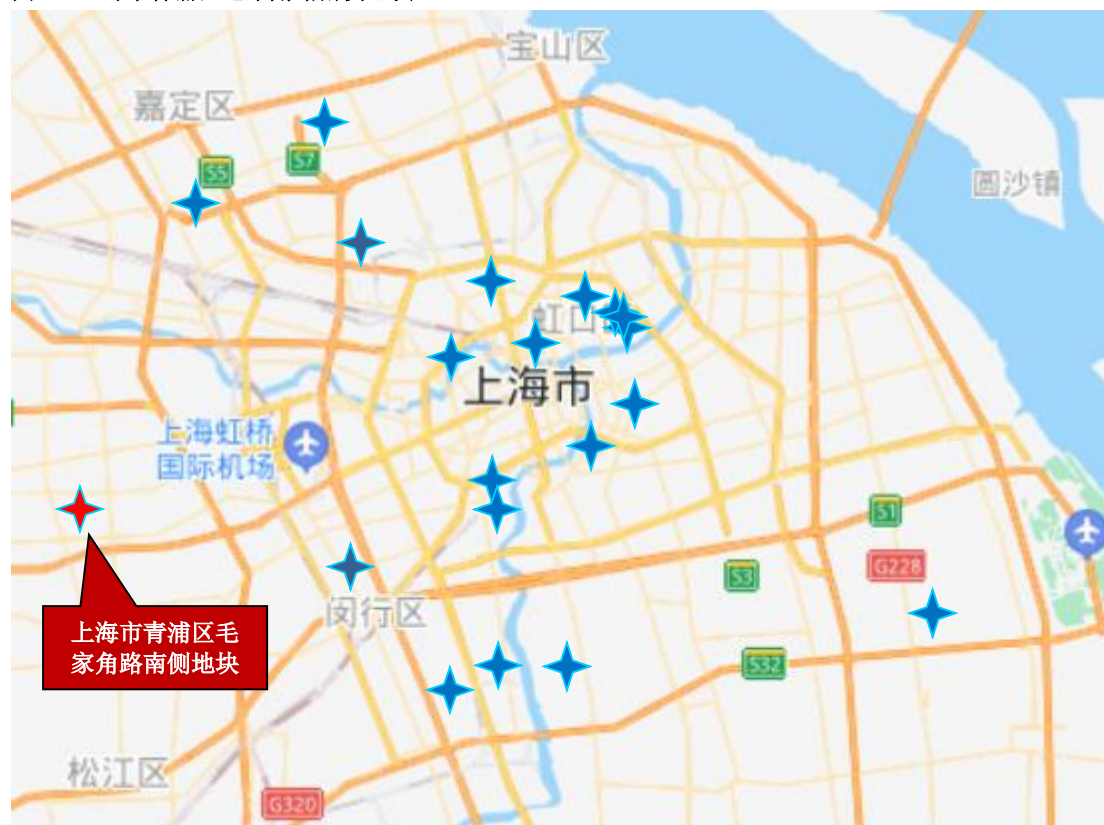 宝山区
嘉定区
S7
S5
圆沙镇
虹口
上海市
上海虹桥
国际机场
S1
G228
S3
上海市青浦区毛
家角路南侧地块
闵行区
S32
松江区
G320